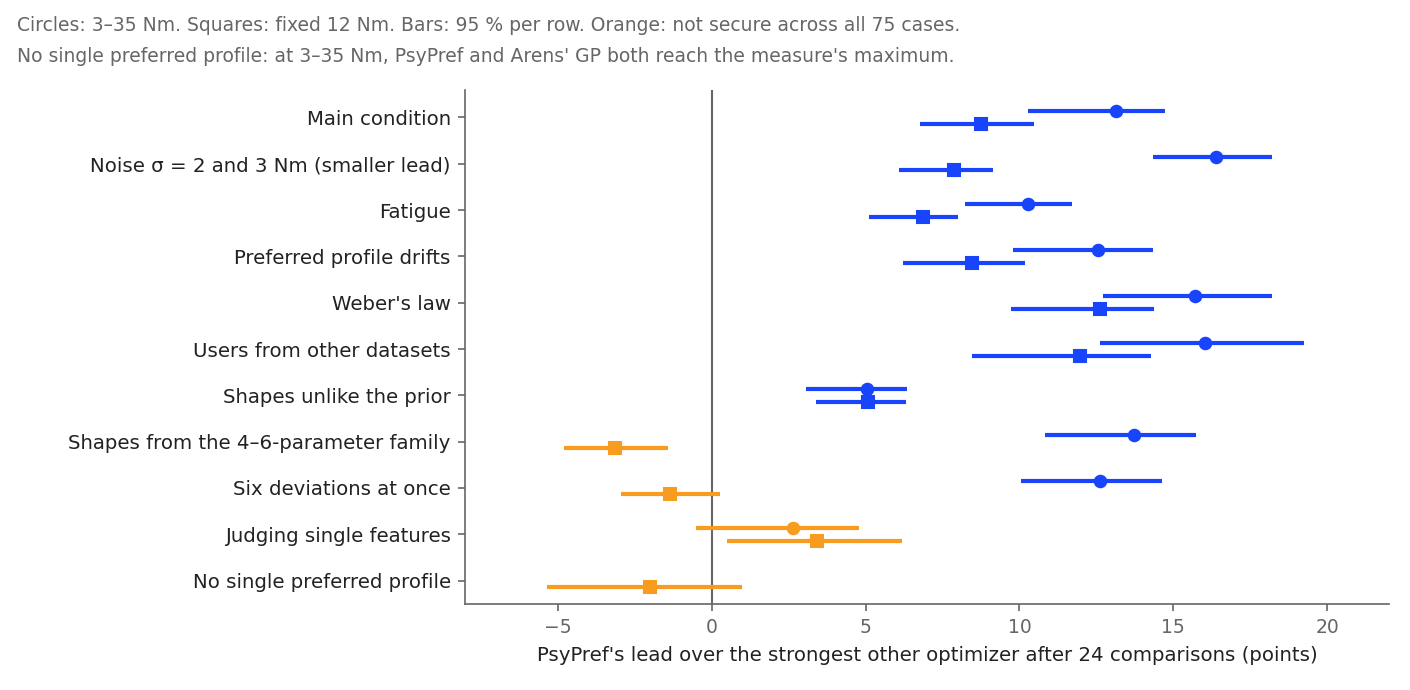 Circles: 3–35 Nm. Squares: fixed 12 Nm. Bars: 95 % per row. Orange: not secure across all 75 cases.
No single preferred profile: at 3–35 Nm, PsyPref and Arens' GP both reach the measure's maximum.
Main condition
Noise σ = 2 and 3 Nm (smaller lead)
Fatigue
Preferred profile drifts
Weber's law
Users from other datasets
Shapes unlike the prior
Shapes from the 4–6-parameter family
Six deviations at once
Judging single features
No single preferred profile
−5 0 5 10 15 20
PsyPref's lead over the strongest other optimizer after 24 comparisons (points)